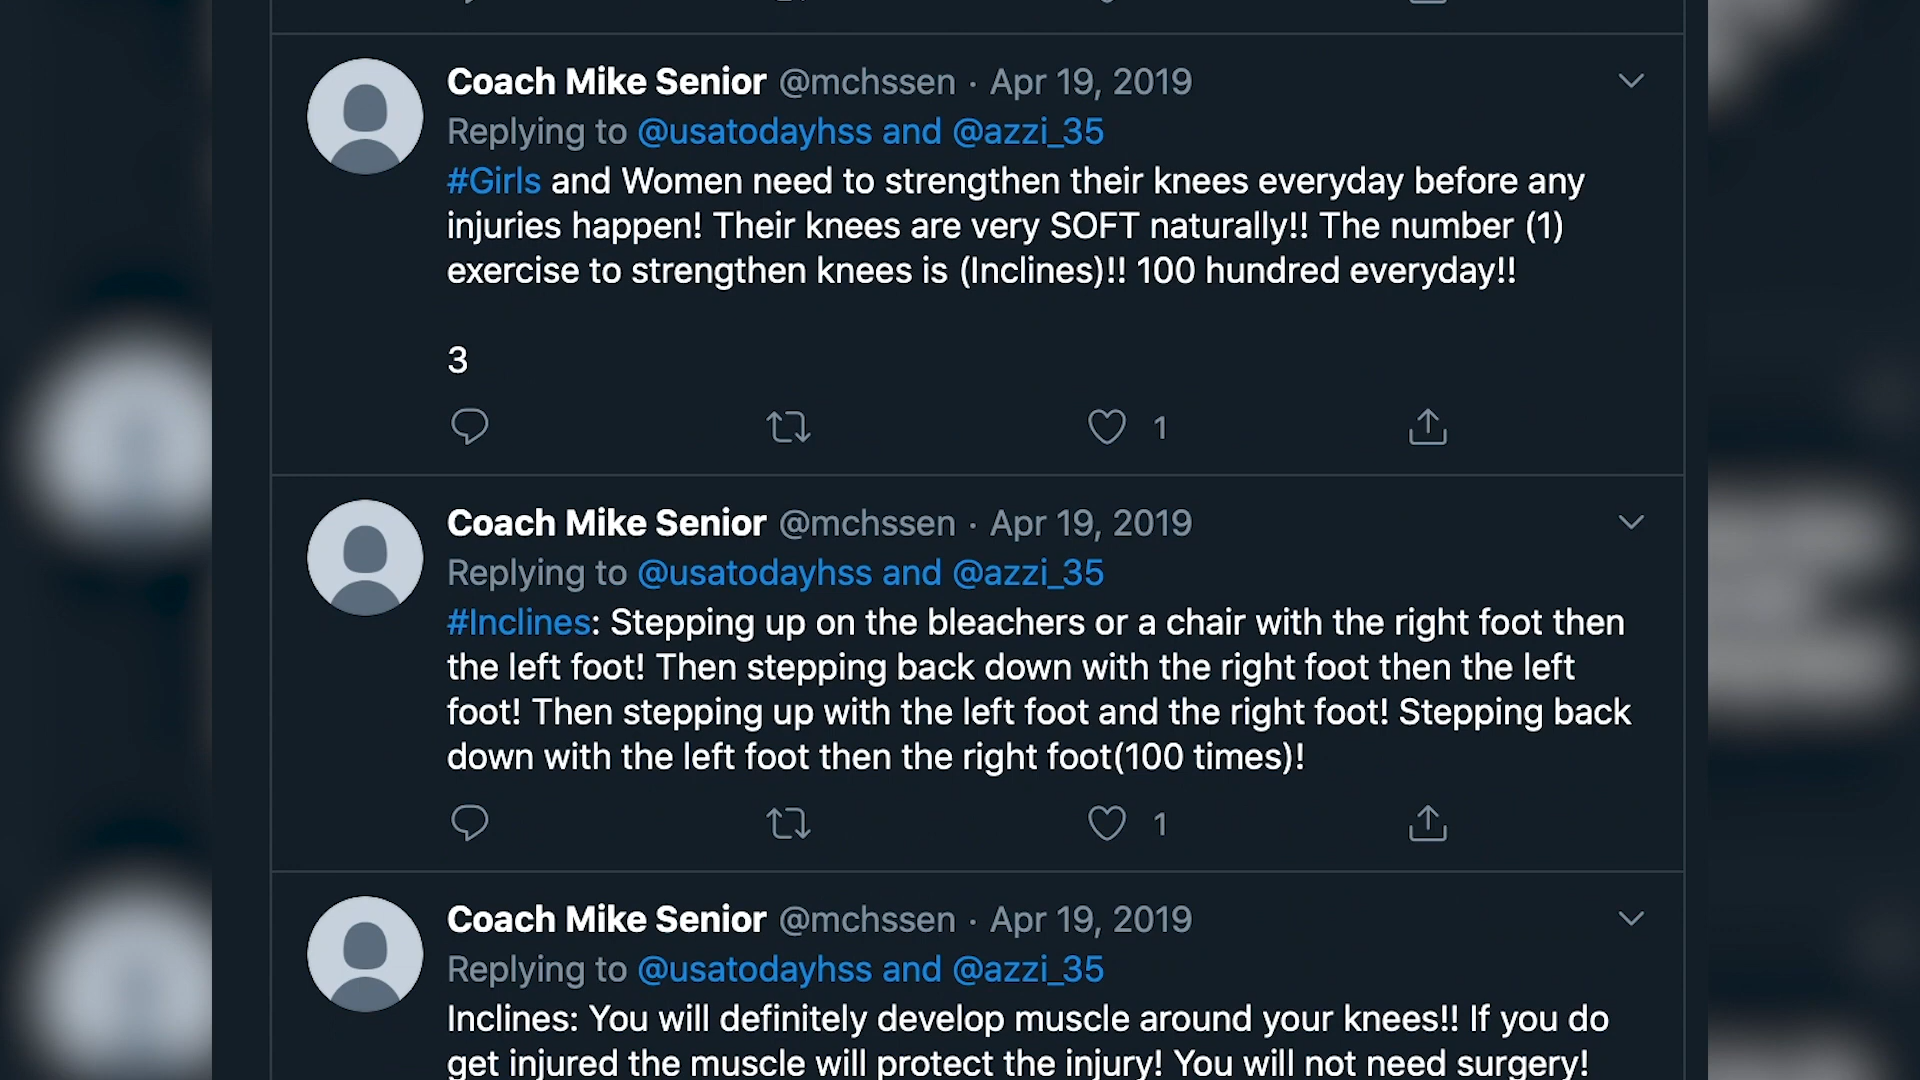 Coach Mike Senior @mchssen · Apr 19, 2019
Replying to @usatodayhss and @azzi_35
#Girls and Women need to strengthen their knees everyday before any
injuries happen! Their knees are very SOFT naturally!! The number (1)
exercise to strengthen knees is (Inclines)!! 100 hundred everyday!!
3
1
Coach Mike Senior @mchssen · Apr 19, 2019
Replying to @usatodayhss and @azzi_35
#Inclines: Stepping up on the bleachers or a chair with the right foot then
the left foot! Then stepping back down with the right foot then the left
foot! Then stepping up with the left foot and the right foot! Stepping back
down with the left foot then the right foot(100 times)!
1
Coach Mike Senior @mchssen · Apr 19, 2019
Replying to @usatodayhss and @azzi_35
Inclines: You will definitely develop muscle around your knees!! If you do
get injured the muscle will protect the injury! You will not need surgery!